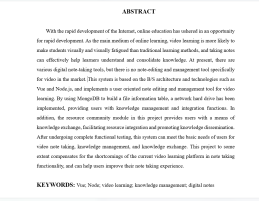 ABSTRACT
With the rapid development of the Internet, online education has ushered in an opportunity
for rapid development. As the main medium of online learning, video learning is more likely to
make students visually and visually fatigued than traditional learning methods, and taking notes
can effectively help learners understand and consolidate knowledge. At present, there are
various digital note-taking tools, but there is no note-editing and management tool specifically
for video in the market. This system is based on the B/S architecture and technologies such as
Vue and Node.js, and implements a user oriented note editing and management tool for video
learning. By using MongoDB to build a file information table, a network hard drive has been
implemented, providing users with knowledge management and integration functions. In
addition, the resource community module in this project provides users with a means of
knowledge exchange, facilitating resource integration and promoting knowledge dissemination.
After undergoing complete functional testing, this system can meet the basic needs of users for
video note taking, knowledge management, and knowledge exchange. This project to some
extent compensates for the shortcomings of the current video learning platform in note taking
functionality, and can help users improve their note taking experience.
KEYWORDS: Vue; Node; video learning; knowledge management; digital notes